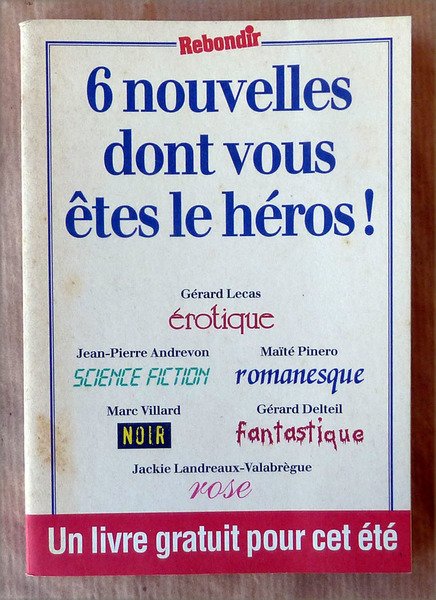 Rebondir
6 nouvelles
dont vous
êtes le héros !
Gérard Lecas
érotique
Jean-Pierre Andrevon
SCIENCE FICTION
Maïté Pinero
romanesque
Marc Villard
NOIR
Gérard Delteil
fantastique
Jackie Landreaux-Valabrègue
rose
Un livre gratuit pour cet été